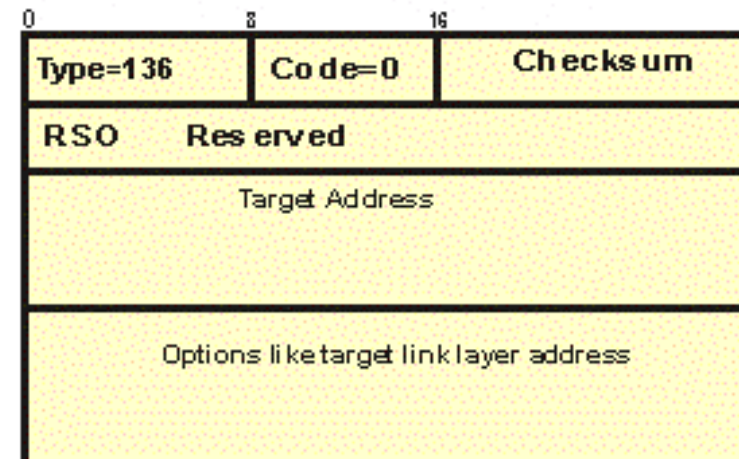 0 8 16
Type=136 Code=0 Checksum
RSO Reserved
Target Address
Options like target link layer address